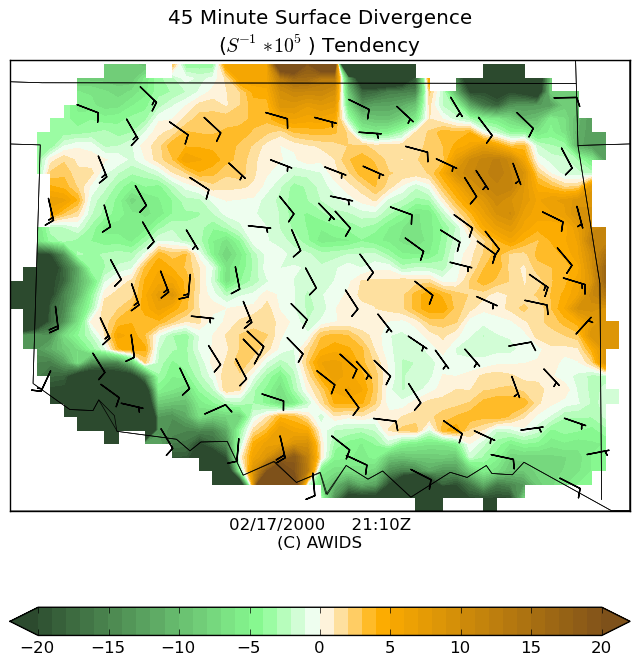 45 Minute Surface Divergence
(S⁻¹ *10⁵ ) Tendency
02/17/2000 21:10Z
(C) AWIDS
−20 −15 −10 −5 0 5 10 15 20